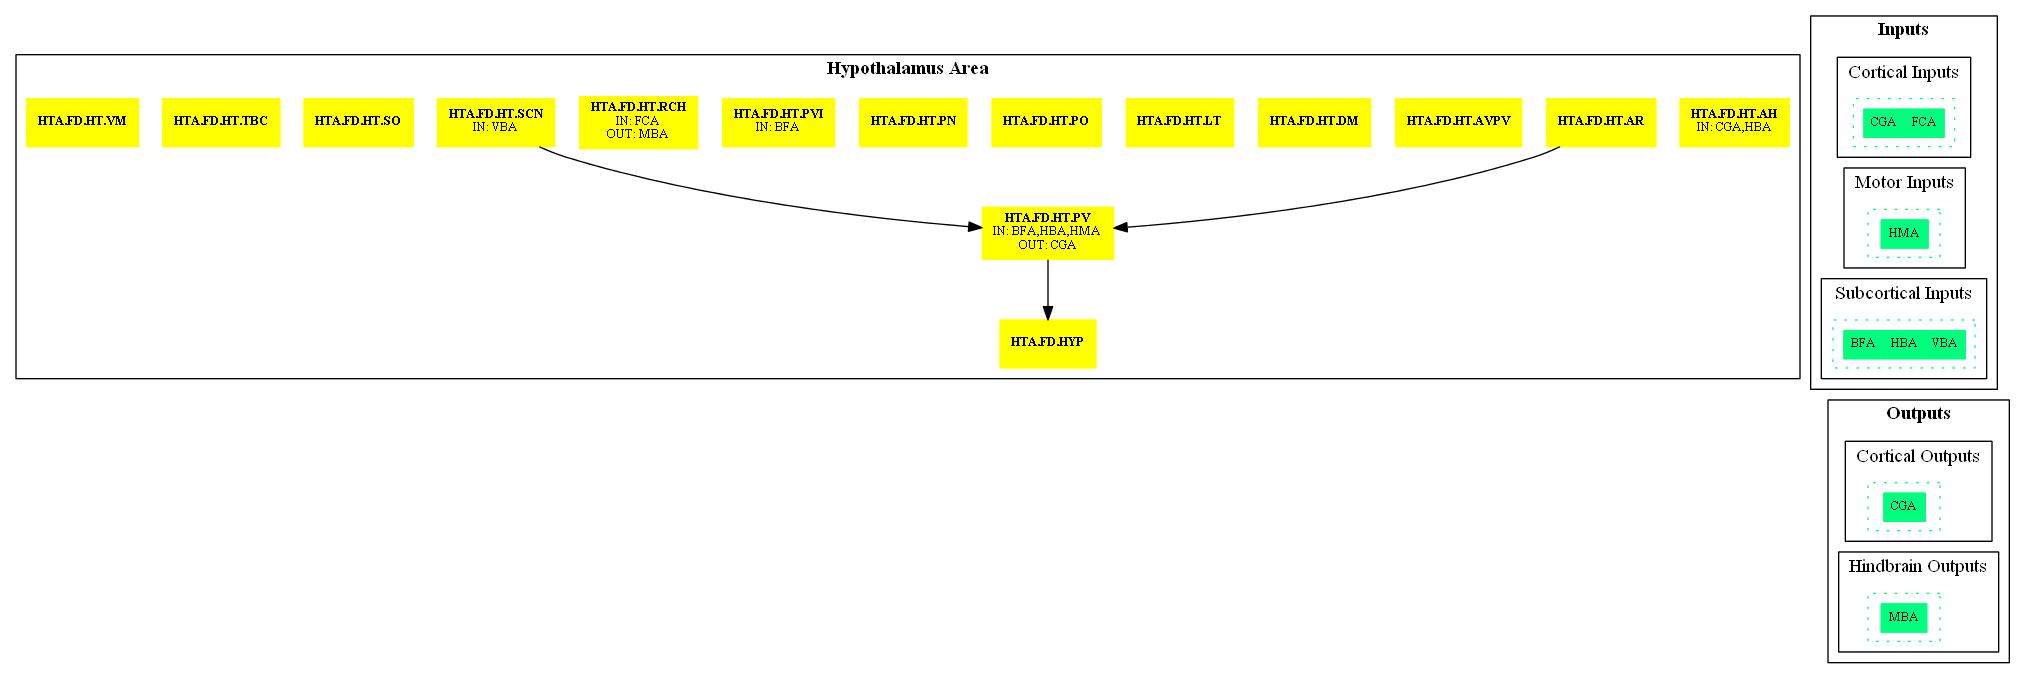 Hypothalamus Area
HTA.FD.HT.VM
HTA.FD.HT.TBC
HTA.FD.HT.SO
HTA.FD.HT.SCN
IN: VBA
HTA.FD.HT.RCH
IN: FCA
OUT: MBA
HTA.FD.HT.PVI
IN: BFA
HTA.FD.HT.PN
HTA.FD.HT.PO
HTA.FD.HT.LT
HTA.FD.HT.DM
HTA.FD.HT.AVPV
HTA.FD.HT.AR
HTA.FD.HT.AH
IN: CGA,HBA
HTA.FD.HT.PV
IN: BFA,HBA,HMA
OUT: CGA
HTA.FD.HYP
Inputs
Cortical Inputs
CGA FCA
Motor Inputs
HMA
Subcortical Inputs
BFA HBA VBA
Outputs
Cortical Outputs
CGA
Hindbrain Outputs
MBA